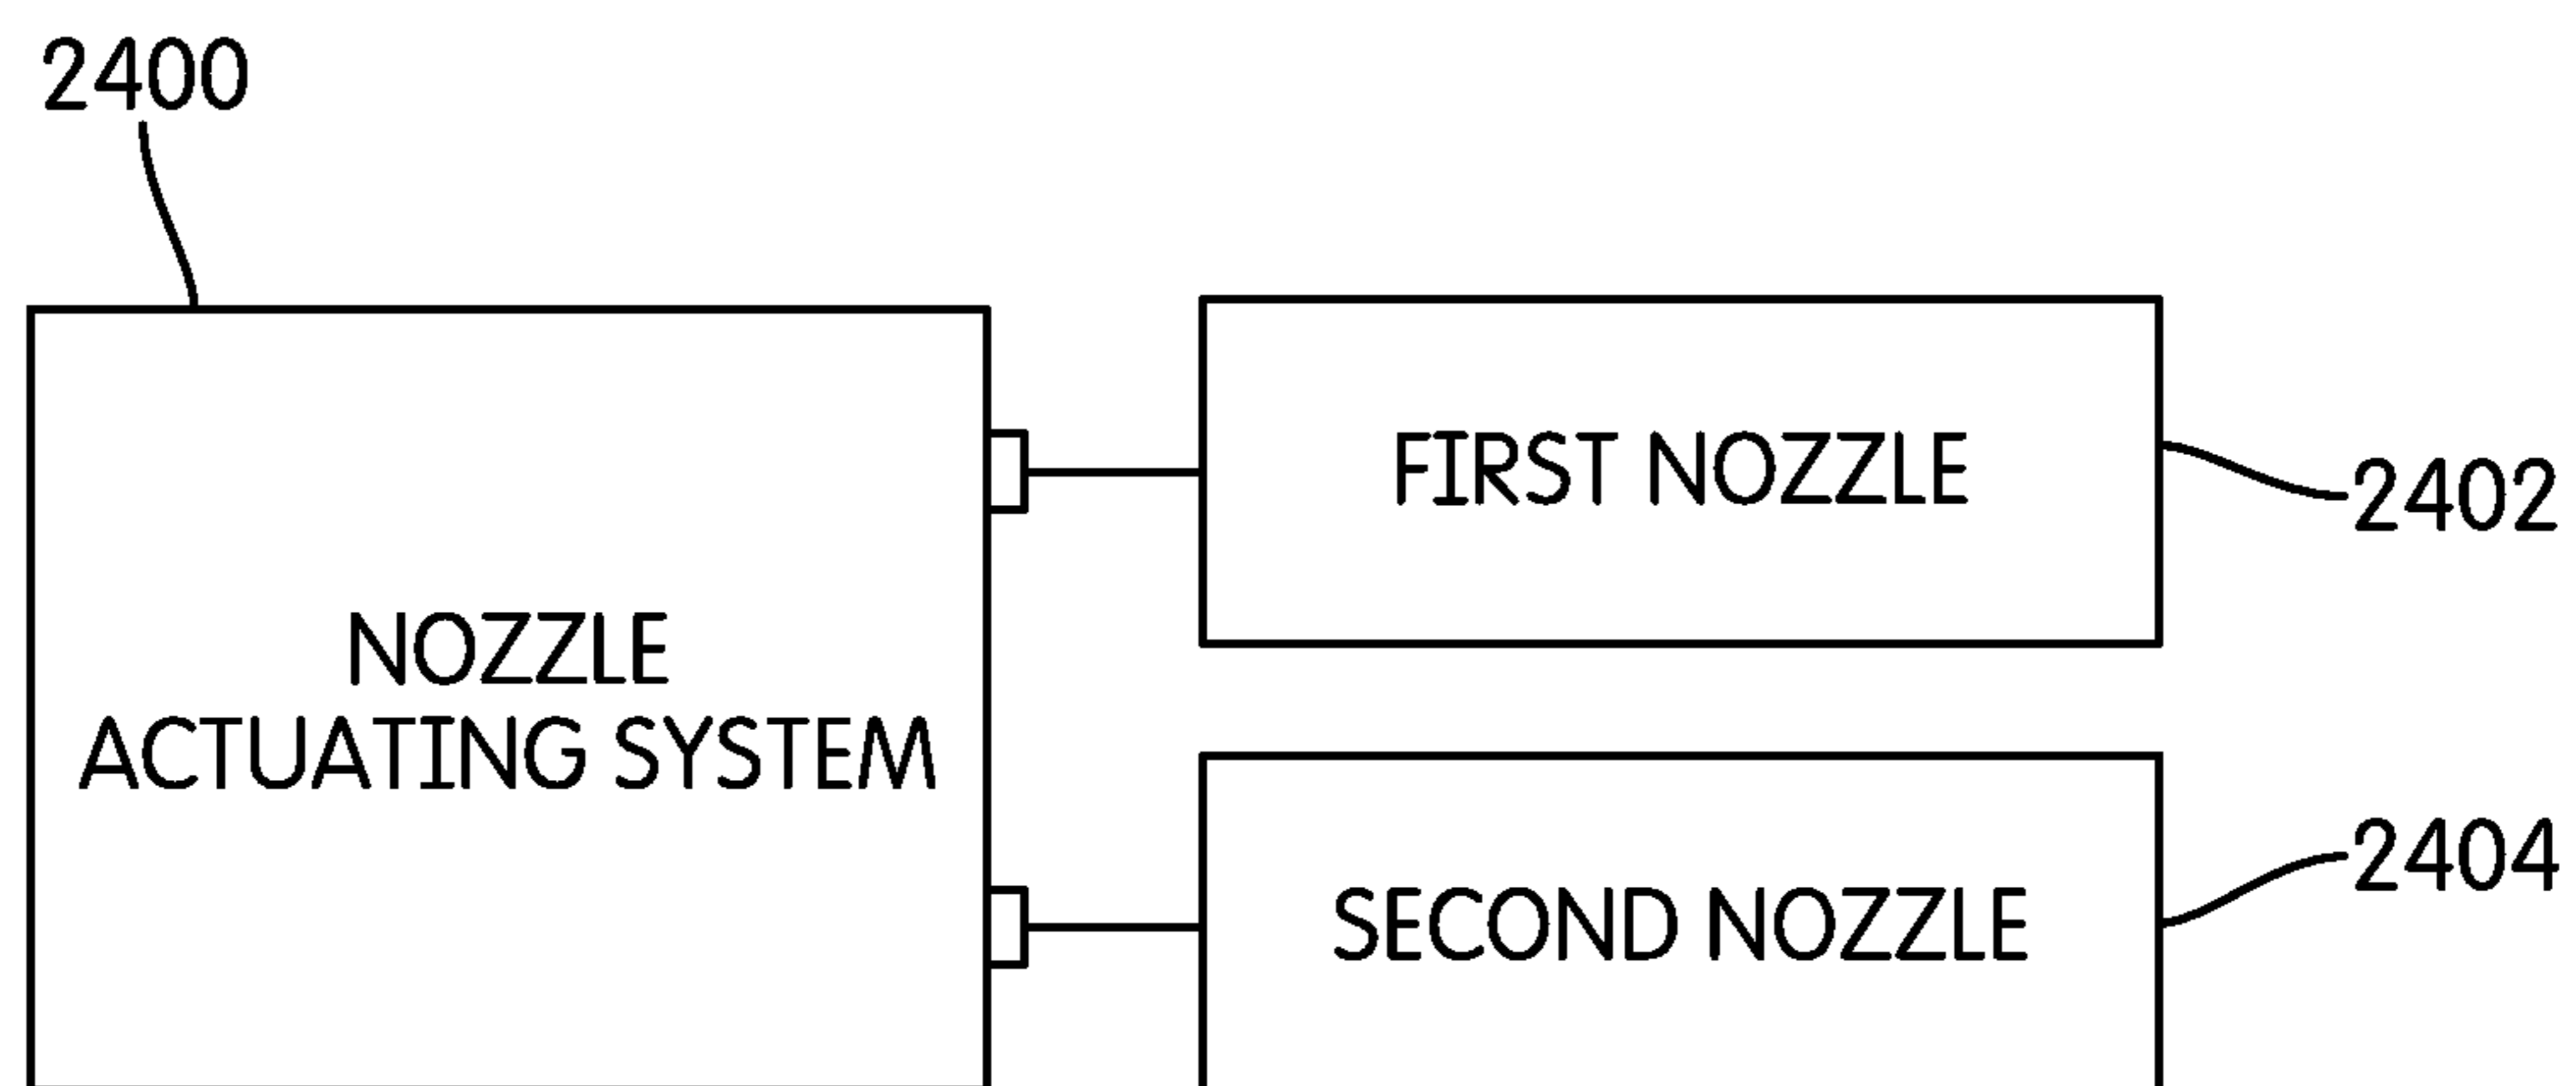 2400
FIRST NOZZLE
2402
NOZZLE
ACTUATING SYSTEM
SECOND NOZZLE
2404